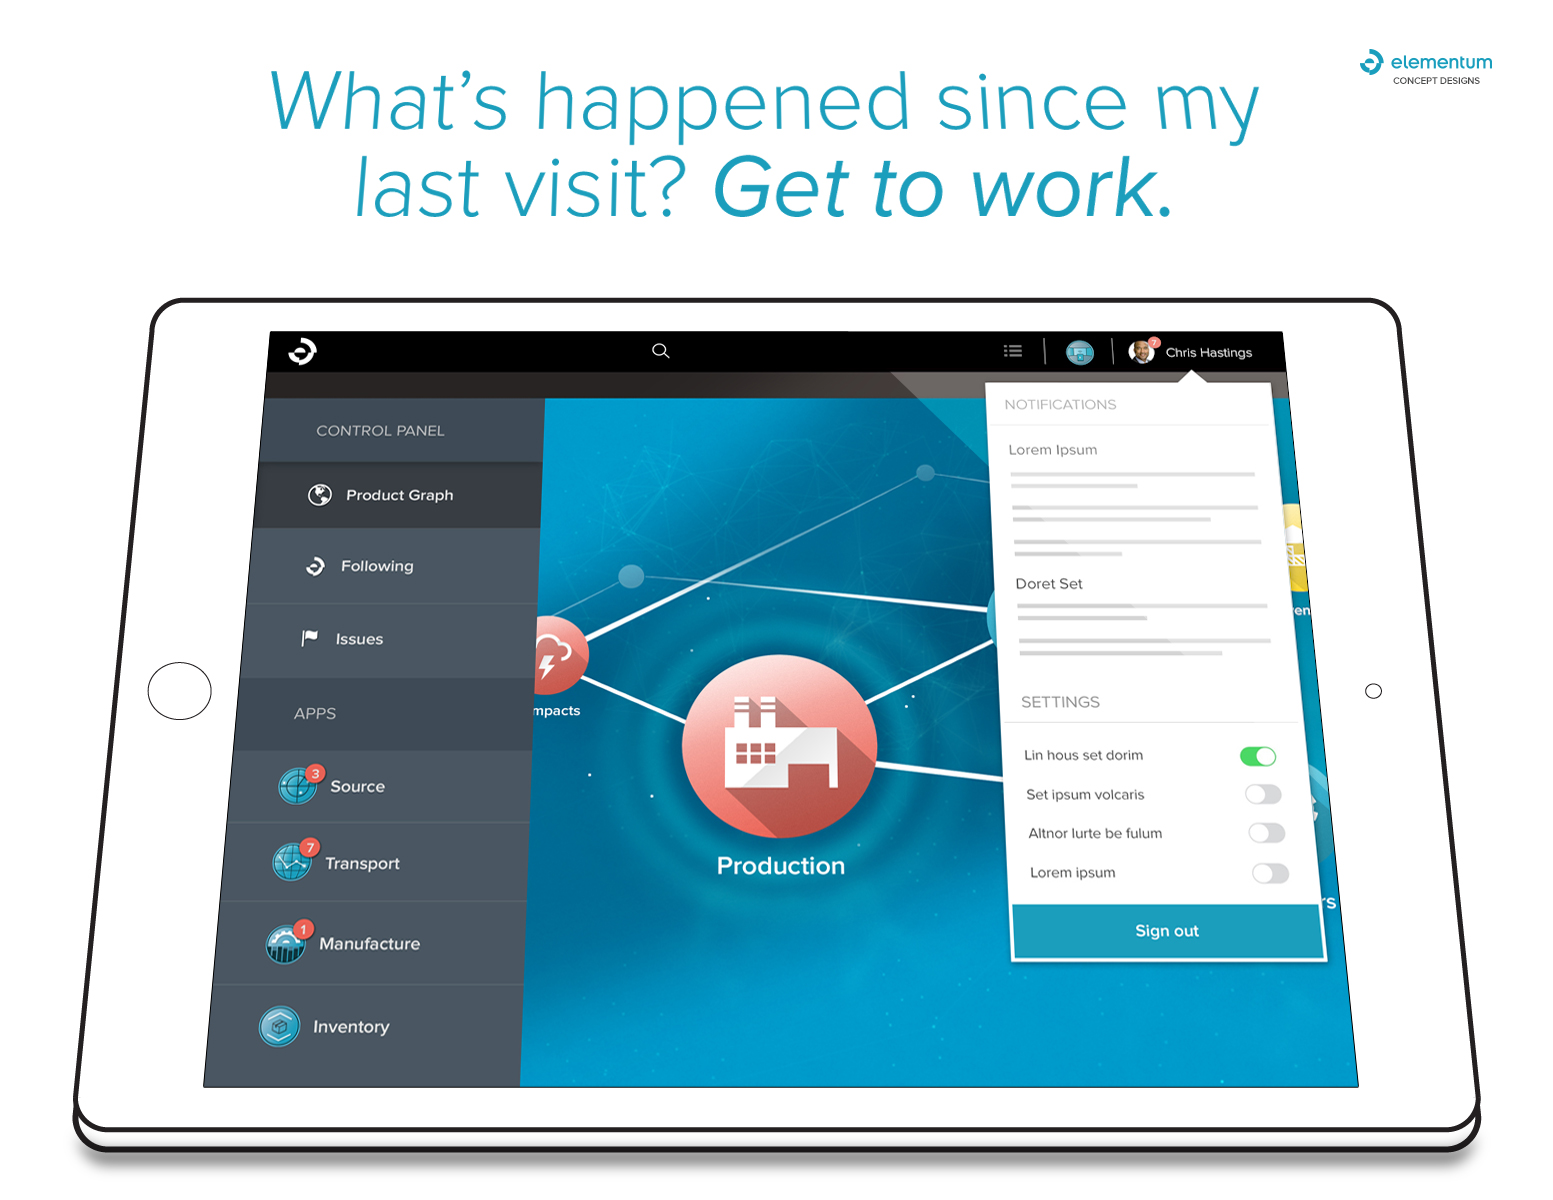 elementum
CONCEPT DESIGNS
What's happened since my
last visit? Get to work.
7
Chris Hastings
CONTROL PANEL
Product Graph
Following
Issues
APPS
3
Source
7
Transport
1
Manufacture
Inventory
mpacts
Production
NOTIFICATIONS
Lorem Ipsum
Doret Set
SETTINGS
Lin hous set dorim
Set ipsum volcaris
Altnor lurte be fulum
Lorem ipsum
Sign out
en
rs